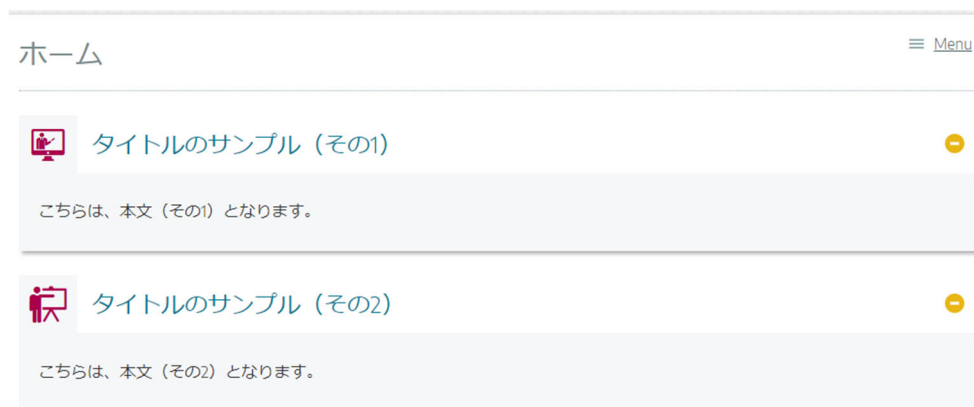 ホーム
Menu
タイトルのサンプル（その1）
こちらは、本文（その1）となります。
タイトルのサンプル（その2）
こちらは、本文（その2）となります。